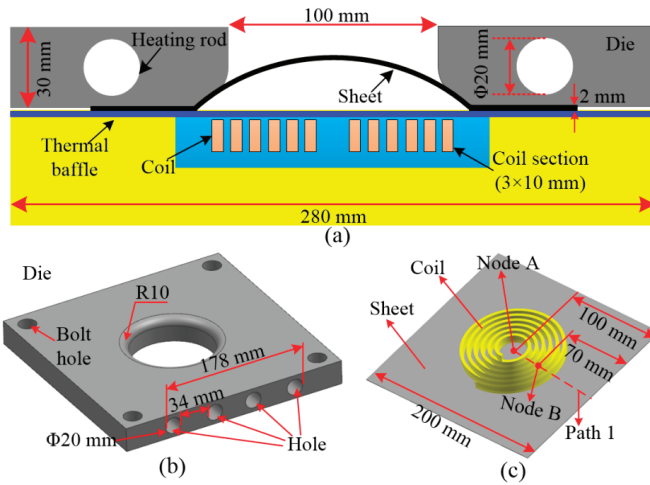 100 mm
Heating rod
Die
30 mm
Φ20 mm
Sheet
2 mm
Thermal
baffle
Coil
Coil section
(3×10 mm)
280 mm
(a)
Die
R10
Bolt
hole
178 mm
34 mm
Φ20 mm
Hole
(b)
Node A
Coil
Sheet
100 mm
70 mm
Node B
200 mm
Path 1
(c)